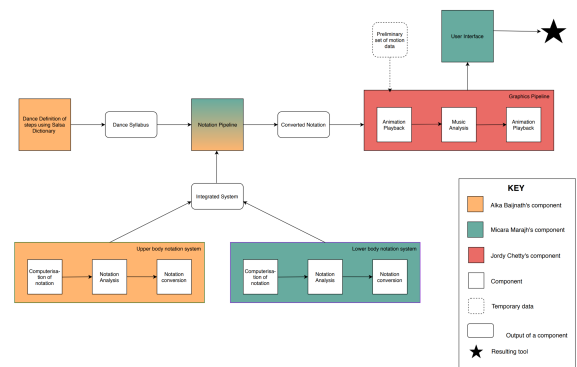 Preliminary
set of motion
data
User Interface
Graphics Pipeline
Dance Definition of
steps using Salsa
Dictionary
Dance Syllabus
Notation Pipeline
Converted Notation
Animation
Playback
Music
Analysis
Animation
Playback
Integrated System
Upper body notation system
Computerisa
tion of
notation
Notation
Analysis
Notation
conversion
Lower body notation system
Computerisa
tion of
notation
Notation
Analysis
Notation
conversion
KEY
Alka Baijnath's component
Micara Marajh's component
Jordy Chetty's component
Component
Temporary data
Output of a component
Resulting tool